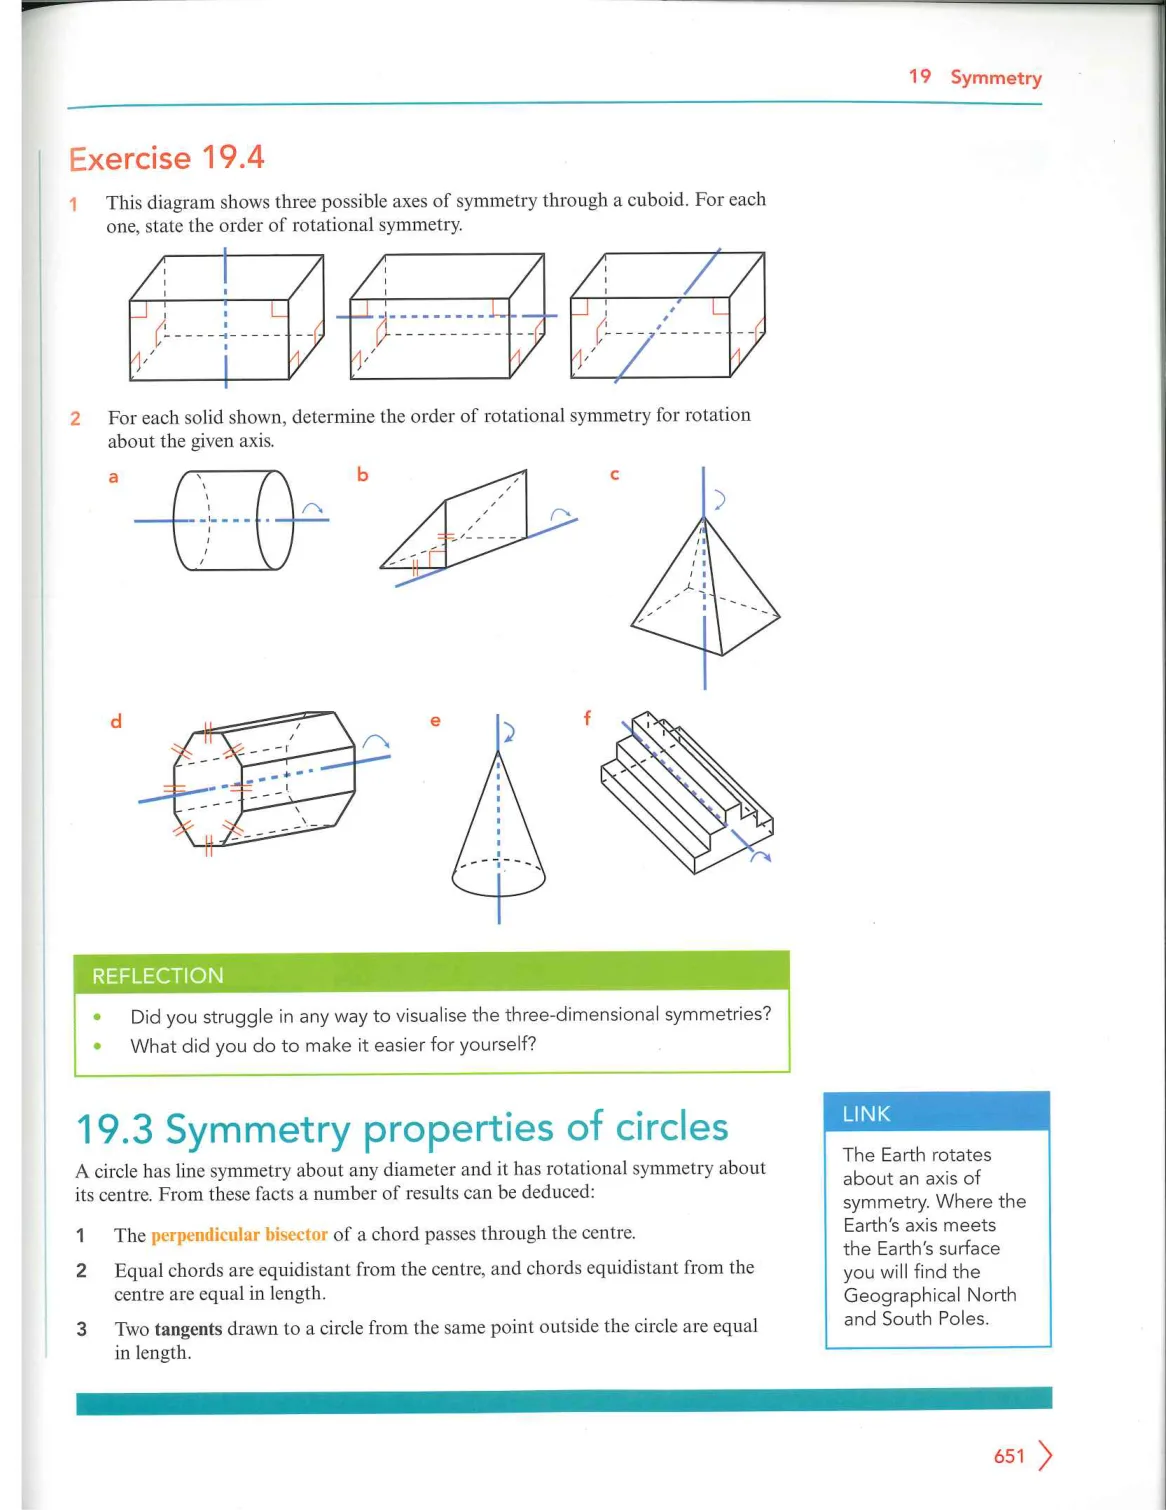 19 Symmetry
Exercise 19.4
1 This diagram shows three possible axes of symmetry through a cuboid. For each
one, state the order of rotational symmetry.
2 For each solid shown, determine the order of rotational symmetry for rotation
about the given axis.
a
b
c
d
e
f
REFLECTION
• Did you struggle in any way to visualise the three-dimensional symmetries?
• What did you do to make it easier for yourself?
19.3 Symmetry properties of circles
A circle has line symmetry about any diameter and it has rotational symmetry about
its centre. From these facts a number of results can be deduced:
1 The perpendicular bisector of a chord passes through the centre.
2 Equal chords are equidistant from the centre, and chords equidistant from the
centre are equal in length.
3 Two tangents drawn to a circle from the same point outside the circle are equal
in length.
LINK
The Earth rotates
about an axis of
symmetry. Where the
Earth's axis meets
the Earth's surface
you will find the
Geographical North
and South Poles.
651